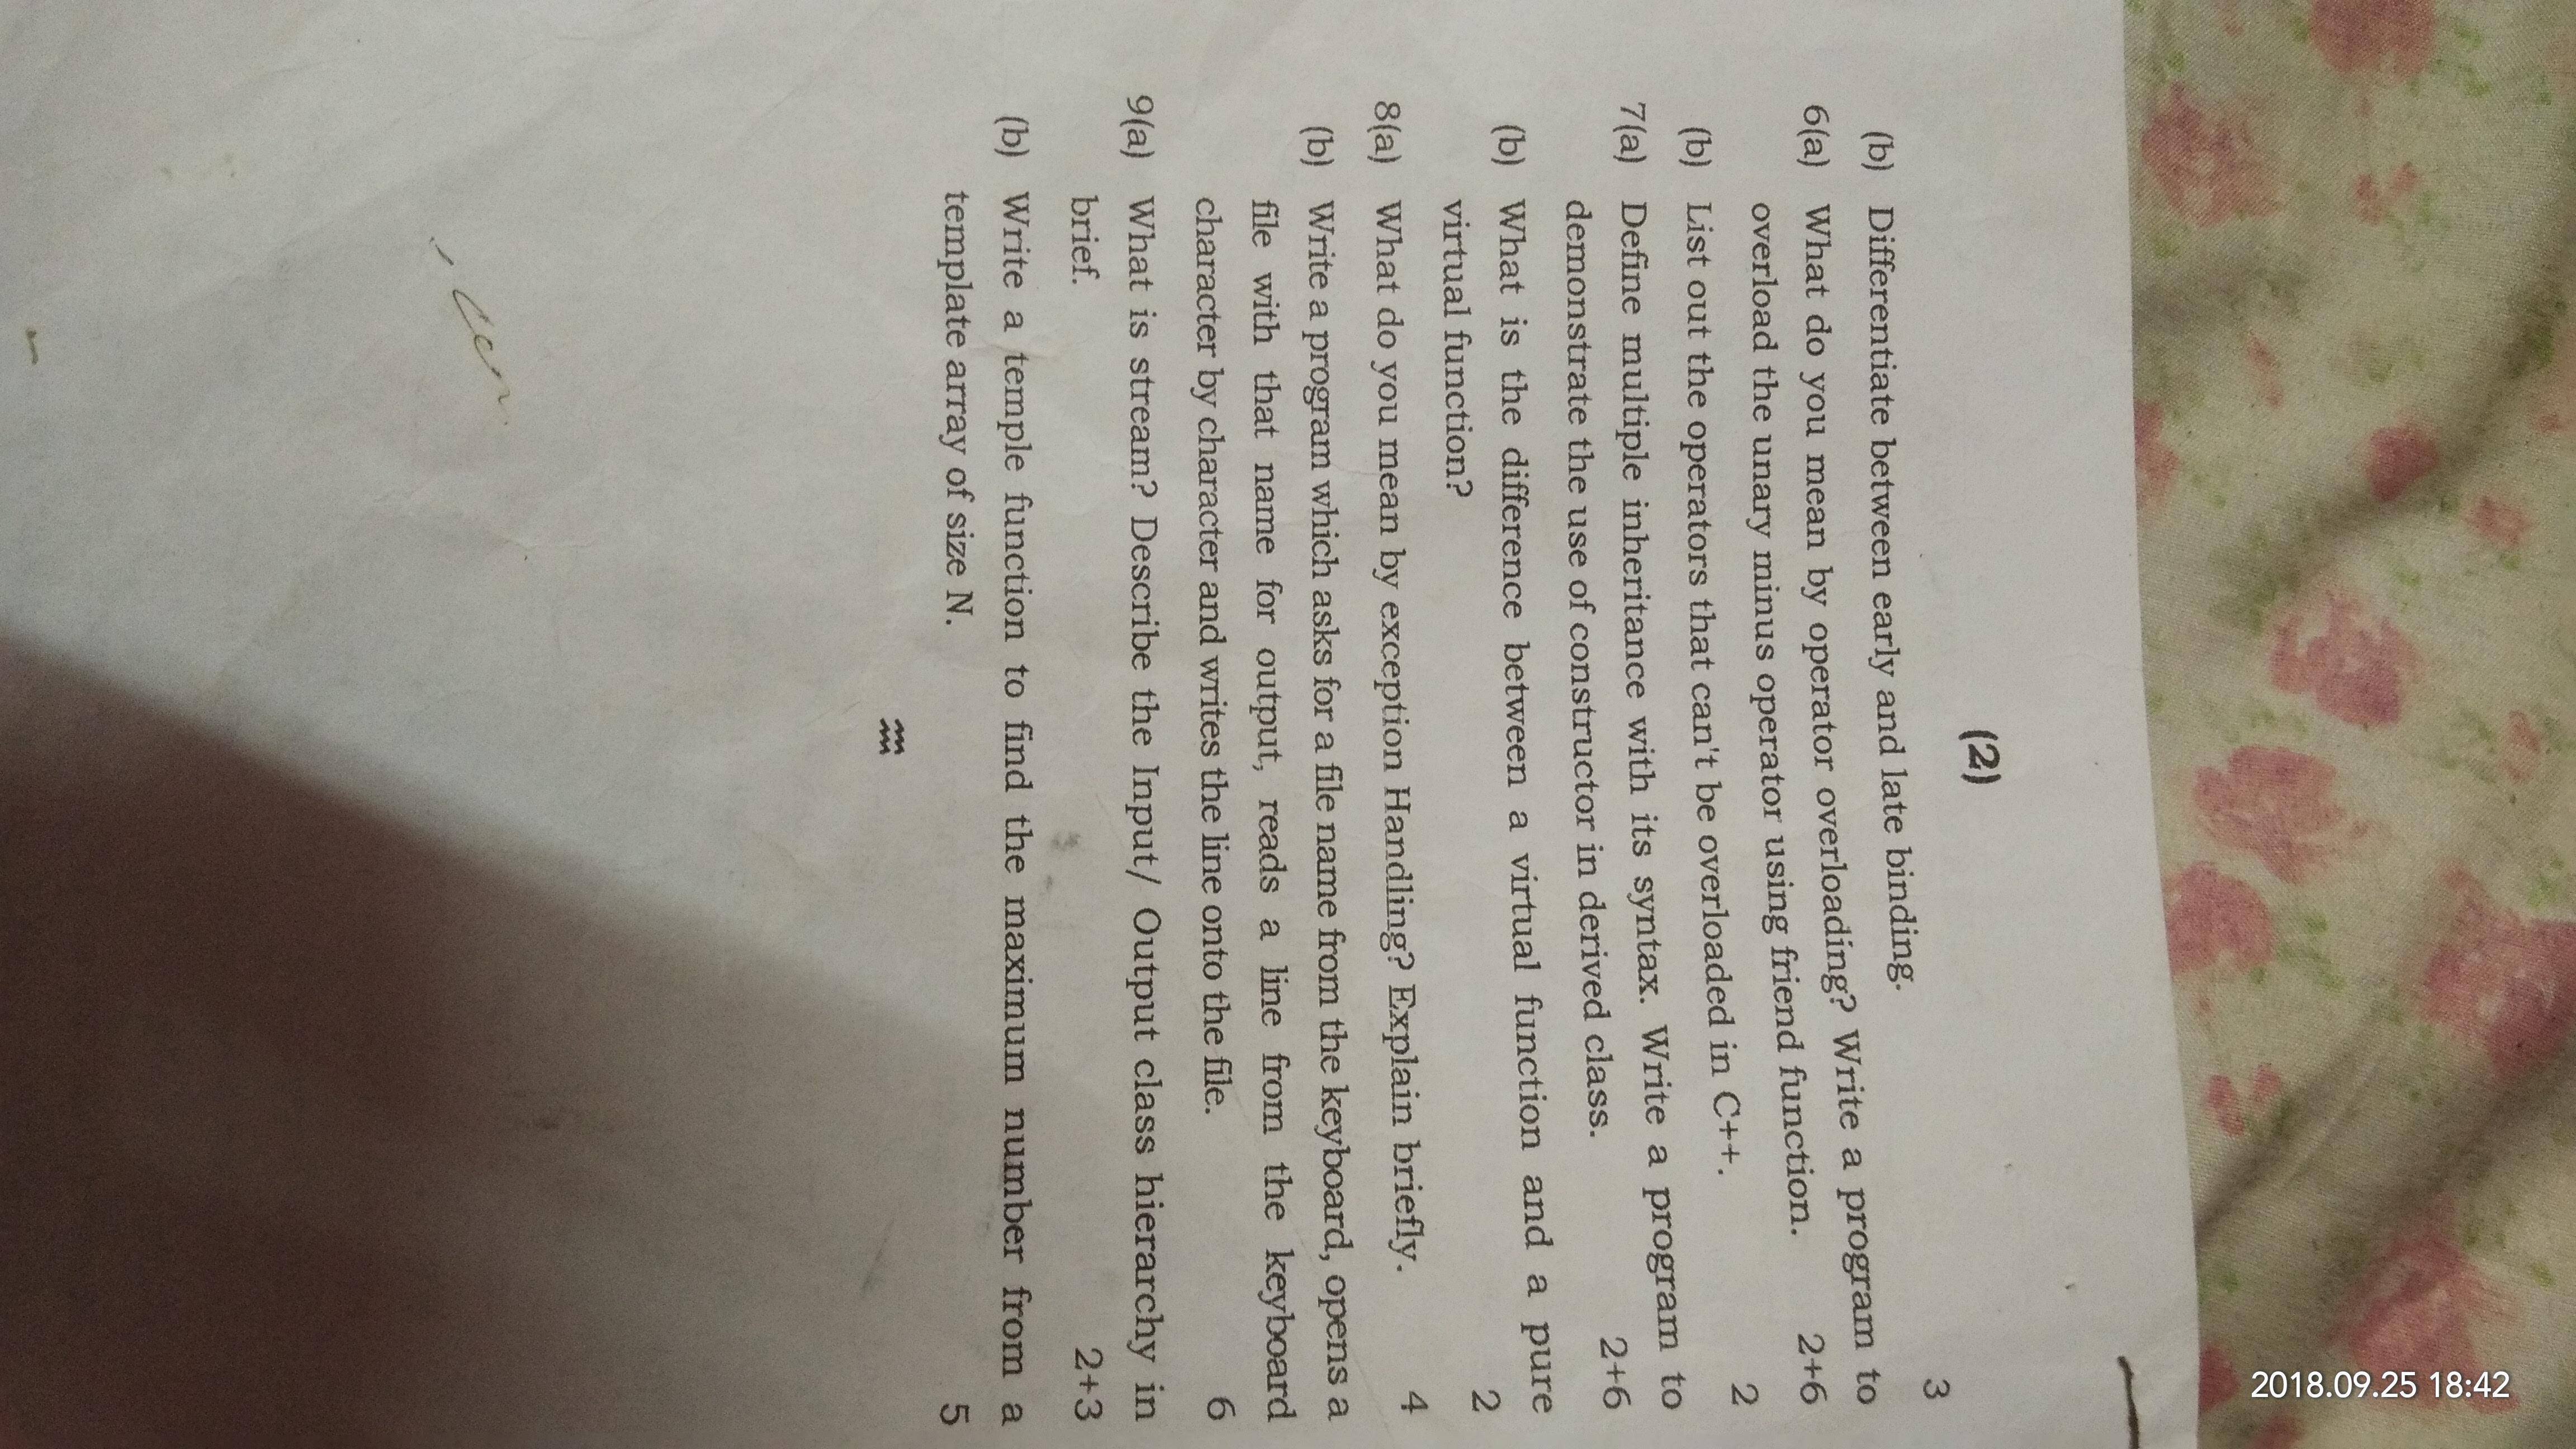 2018.09.25 18:42
(2)
(b) Differentiate between early and late binding. 3
6(a) What do you mean by operator overloading? Write a program to
overload the unary minus operator using friend function. 2+6
(b) List out the operators that can't be overloaded in C++. 2
7(a) Define multiple inheritance with its syntax. Write a program to
demonstrate the use of constructor in derived class. 2+6
(b) What is the difference between a virtual function and a pure
virtual function? 2
8(a) What do you mean by exception Handling? Explain briefly. 4
(b) Write a program which asks for a file name from the keyboard, opens a
file with that name for output, reads a line from the keyboard
character by character and writes the line onto the file. 6
9(a) What is stream? Describe the Input/ Output class hierarchy in
brief. 2+3
(b) Write a temple function to find the maximum number from a
template array of size N. 5